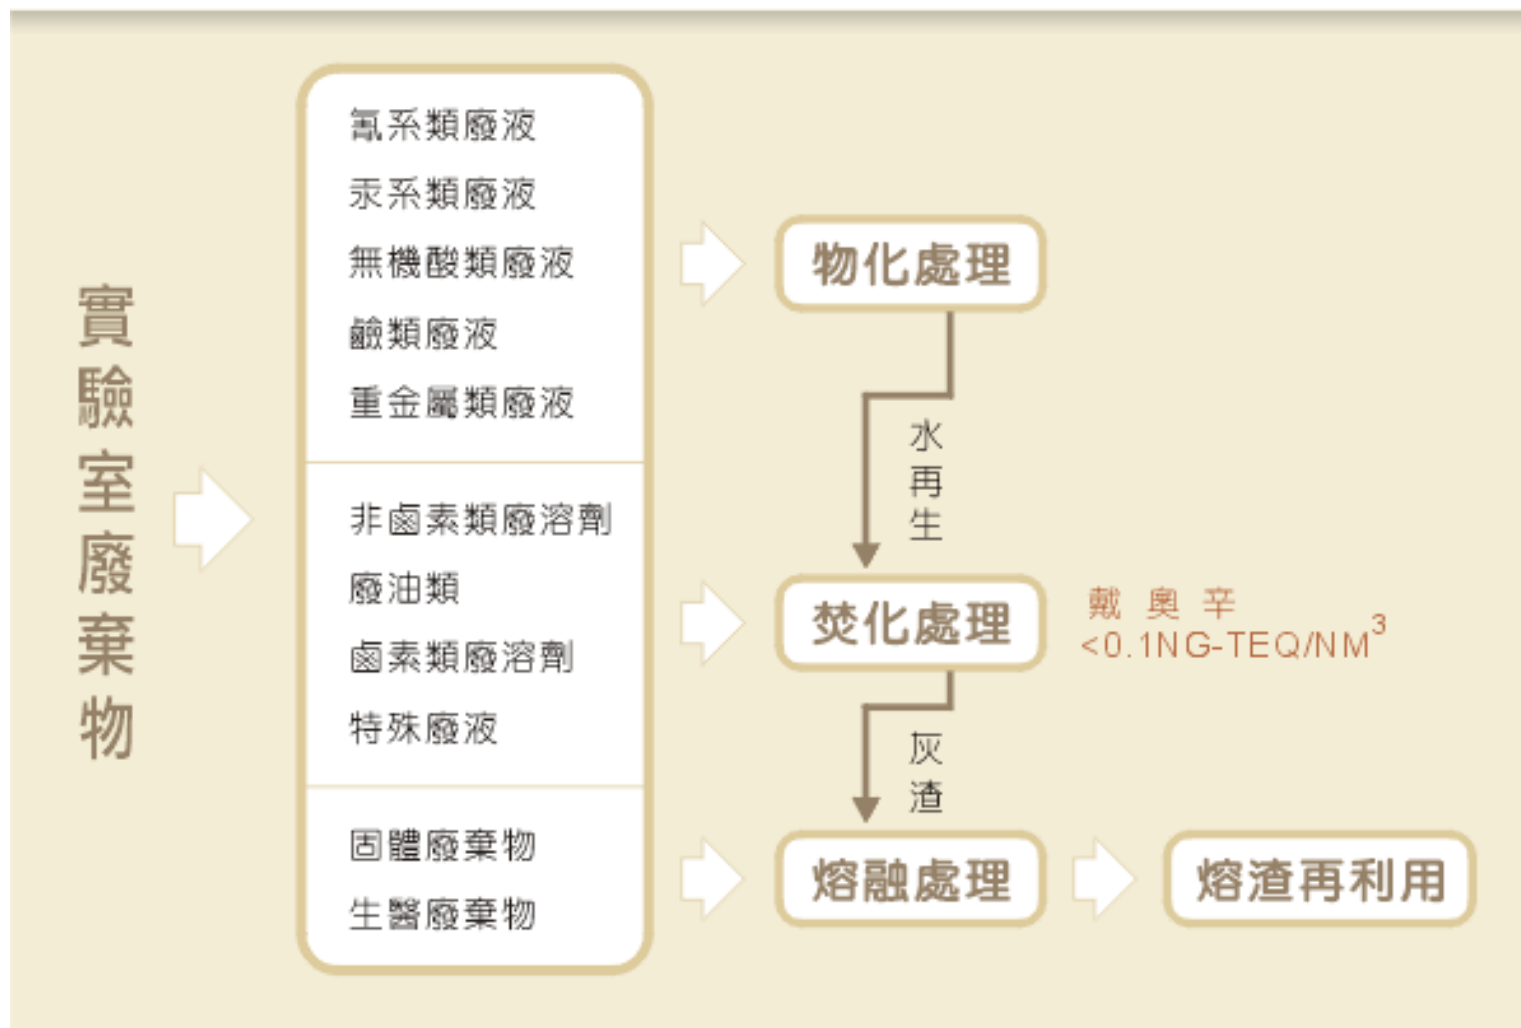 實驗室廢棄物
氰系類廢液
汞系類廢液
無機酸類廢液
鹼類廢液
重金屬類廢液
非鹵素類廢溶劑
廢油類
鹵素類廢溶劑
特殊廢液
固體廢棄物
生醫廢棄物
物化處理
水再生
焚化處理
戴奧辛
<0.1NG-TEQ/NM³
灰渣
熔融處理
熔渣再利用